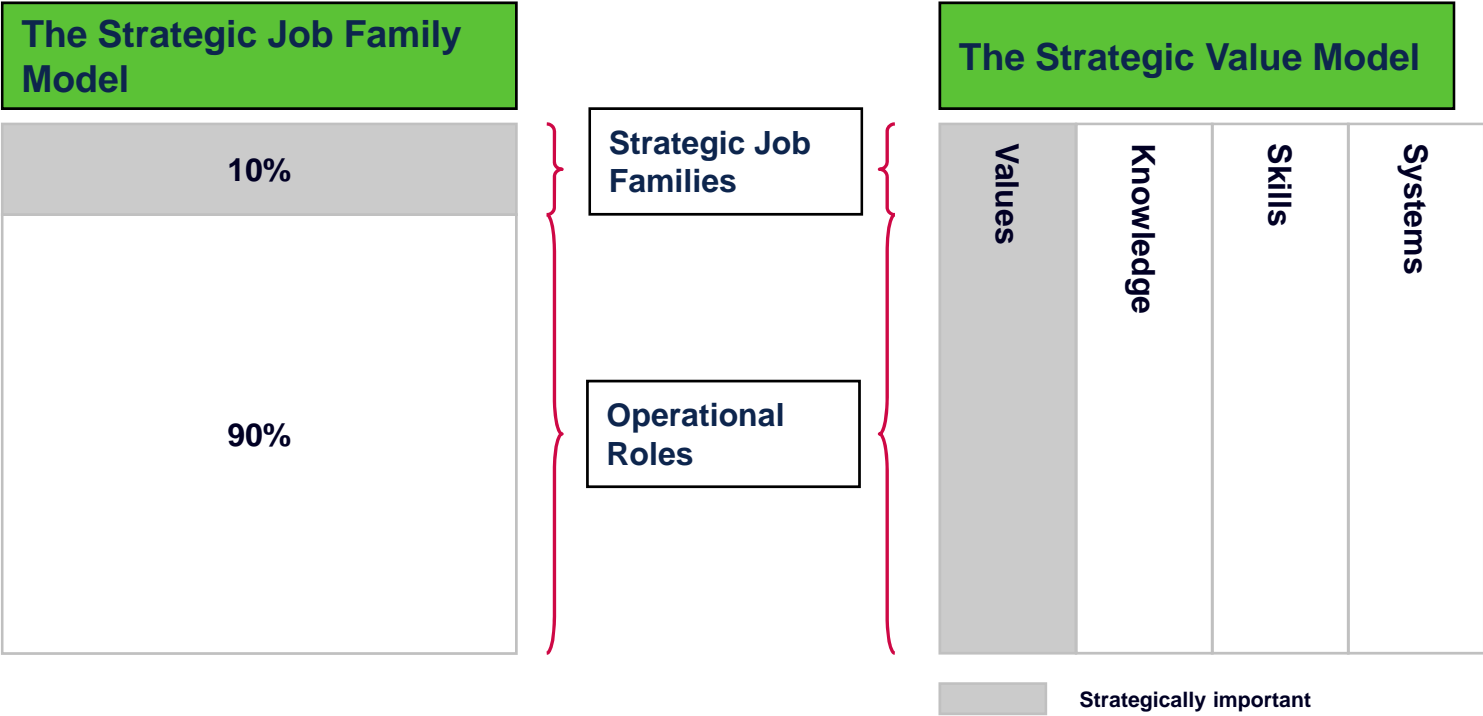 The Strategic Job Family
Model
10%
90%
Strategic Job
Families
Operational
Roles
The Strategic Value Model
Values
Knowledge
Skills
Systems
Strategically important